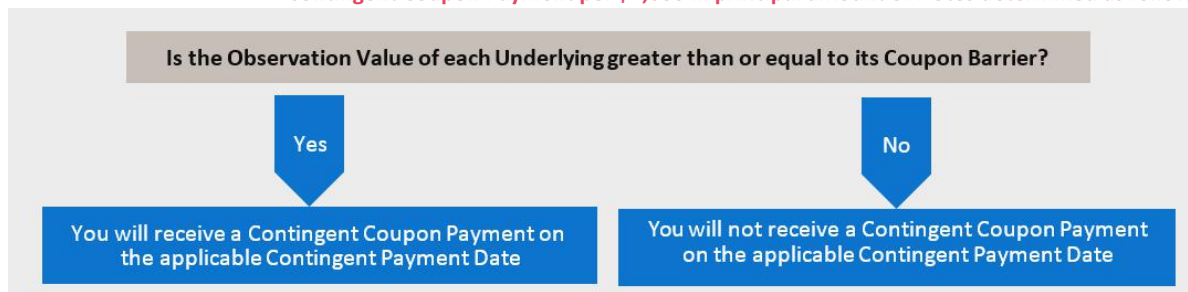 Is the Observation Value of each Underlying greater than or equal to its Coupon Barrier?
Yes
No
You will receive a Contingent Coupon Payment on
the applicable Contingent Payment Date
You will not receive a Contingent Coupon Payment
on the applicable Contingent Payment Date